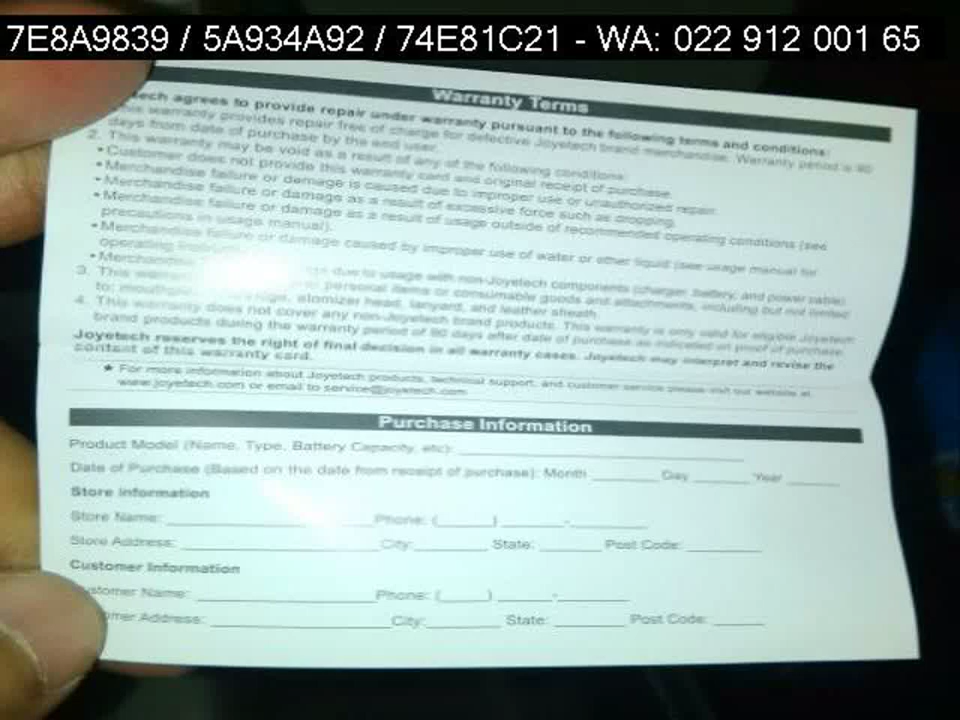 7E8A9839 / 5A934A92 / 74E81C21 - WA: 022 912 001 65
Warranty Terms
tech agrees to provide repair under warranty pursuant to the following terms and conditions:
his warranty provides repair free of charge for defective Joyetech brand merchandise. Warranty period is 90
days from date of purchase by the end user.
2. This warranty may be void as a result of any of the following conditions:
• Customer does not provide this warranty card and original receipt of purchase.
• Merchandise failure or damage is caused due to improper use or unauthorized repair.
• Merchandise failure or damage as a result of excessive force such as dropping.
• Merchandise failure or damage as a result of usage outside of recommended operating conditions (see
precautions in usage manual).
• Merchandise failure or damage caused by improper use of water or other liquid (see usage manual for
operating
• Merchandise due to usage with non-Joyetech components (charger, battery, and power cable)
3. This personal items or consumable goods and attachments, including but not limited
to: atomizer head, lanyard, and leather sheath.
4. This warranty does not cover any non-Joyetech brand products. This warranty is only valid for eligible Joyetech
brand products during the warranty period of 90 days after date of purchase as indicated on proof of purchase.
Joyetech reserves the right of final decision in all warranty cases. Joyetech may interpret and revise the
content of this warranty card.
★ For more information about Joyetech products, technical support, and customer service please visit our website at
www.joyetech.com or email to service@joyetech.com
Purchase Information
Product Model (Name, Type, Battery Capacity, etc):
Date of Purchase (Based on the date from receipt of purchase): Month Day Year
Store Information
Store Name: Phone: ( ) -
Store Address: City: State: Post Code:
Customer Information
stomer Name: Phone: ( ) -
omer Address: City: State: Post Code: